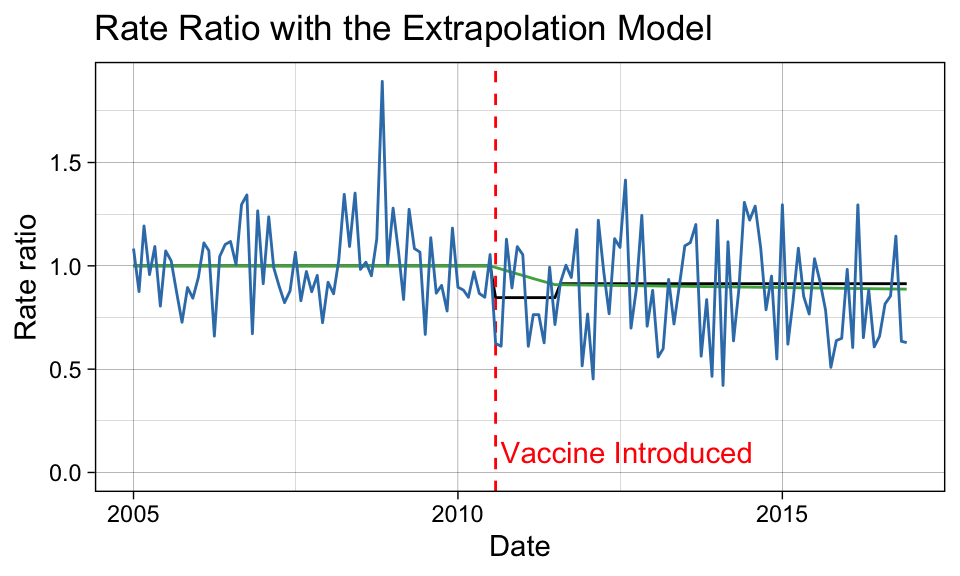 Rate Ratio with the Extrapolation Model
Rate ratio
1.5
1.0
0.5
0.0
Vaccine Introduced
2005
2010
2015
Date